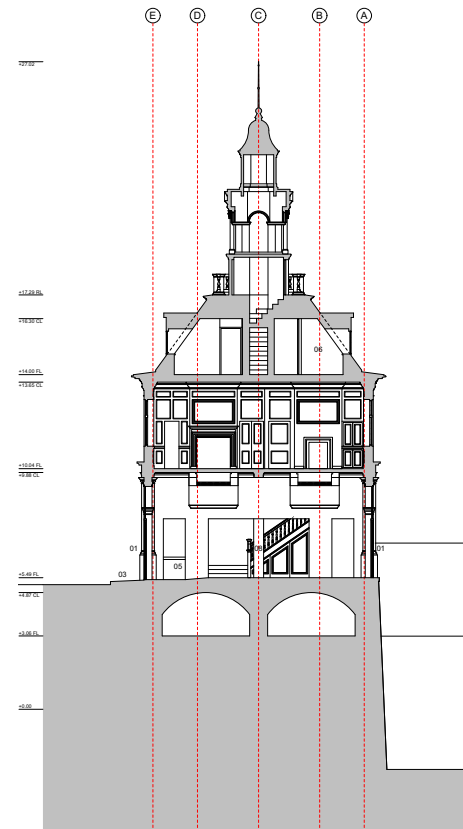 E D C B A
+27.02
+17.29 RL
+16.30 CL
06
+14.00 FL
+13.65 CL
+10.04 FL
+9.88 CL
01 08 01
05
03
+5.49 FL
+4.87 CL
+3.06 FL
+0.00